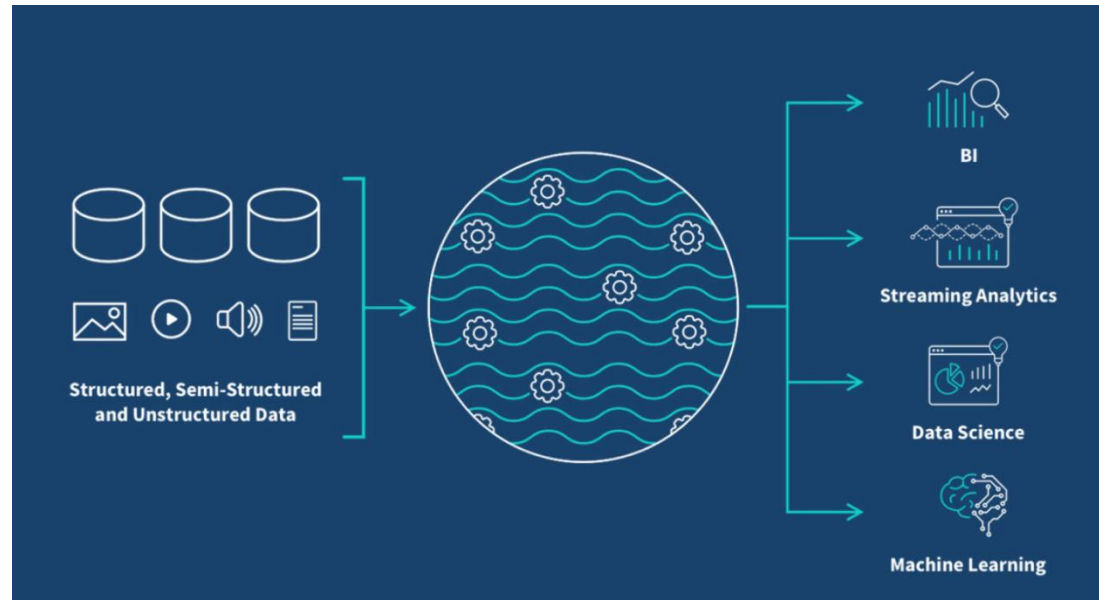 Structured, Semi-Structured
and Unstructured Data
BI
Streaming Analytics
Data Science
Machine Learning